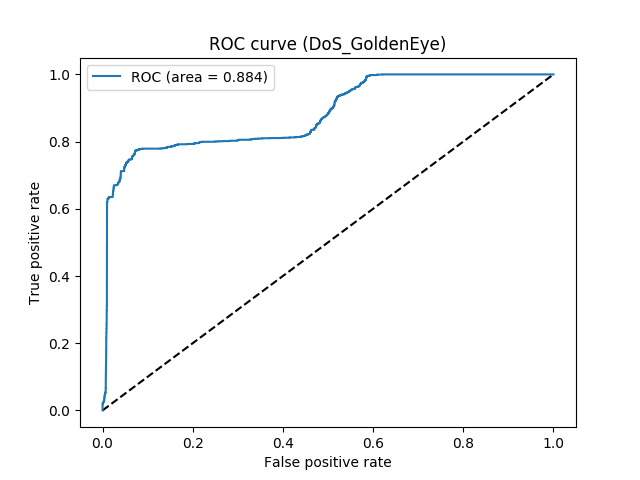 ROC curve (DoS_GoldenEye)
ROC (area = 0.884)
1.0
0.8
0.6
0.4
0.2
0.0
True positive rate
0.0 0.2 0.4 0.6 0.8 1.0
False positive rate